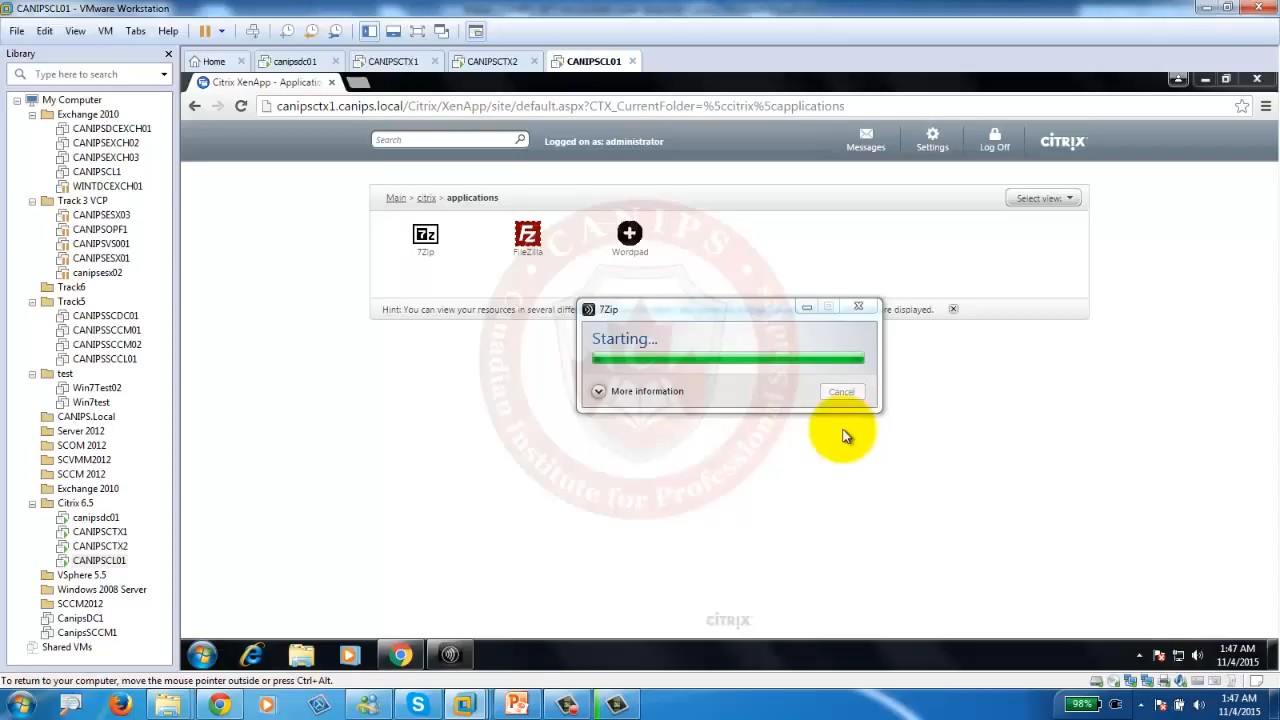 CANIPSCL01 - VMware Workstation
File Edit View VM Tabs Help
Library
Type here to search
My Computer
Exchange 2010
CANIPSDCEXCH01
CANIPSEXCH02
CANIPSEXCH03
CANIPSCL1
WINTDCEXCH01
Track 3 VCP
CANIPSESX03
CANIPSOPF1
CANIPSVS001
CANIPSESX01
canipsesx02
Track6
Track5
CANIPSSCDC01
CANIPSSCCM01
CANIPSSCCM02
CANIPSSCCL01
test
Win7Test02
Win7test
CANIPS.Local
Server 2012
SCOM 2012
SCVMM2012
SCCM 2012
Exchange 2010
Citrix 6.5
canipsdc01
CANIPSCTX1
CANIPSCTX2
CANIPSCL01
VSphere 5.5
Windows 2008 Server
SCCM2012
CanipsDC1
CanipsSCCM1
Shared VMs
Home canipsdc01 CANIPSCTX1 CANIPSCTX2 CANIPSCL01
Citrix XenApp - Applicatio
canipsctx1.canips.local/Citrix/XenApp/site/default.aspx?CTX_CurrentFolder=%5ccitrix%5capplications
Search
Logged on as: administrator
Messages Settings Log Off
CITRIX
Main > citrix > applications
Select view:
7Zip FileZilla Wordpad
Hint: You can view your resources in several diffe
re displayed.
7Zip
Starting...
More information
Cancel
CANIPS
Canadian Institute for Professionals
CITRIX
1:47 AM
11/4/2015
To return to your computer, move the mouse pointer outside or press Ctrl+Alt.
98%
1:47 AM
11/4/2015